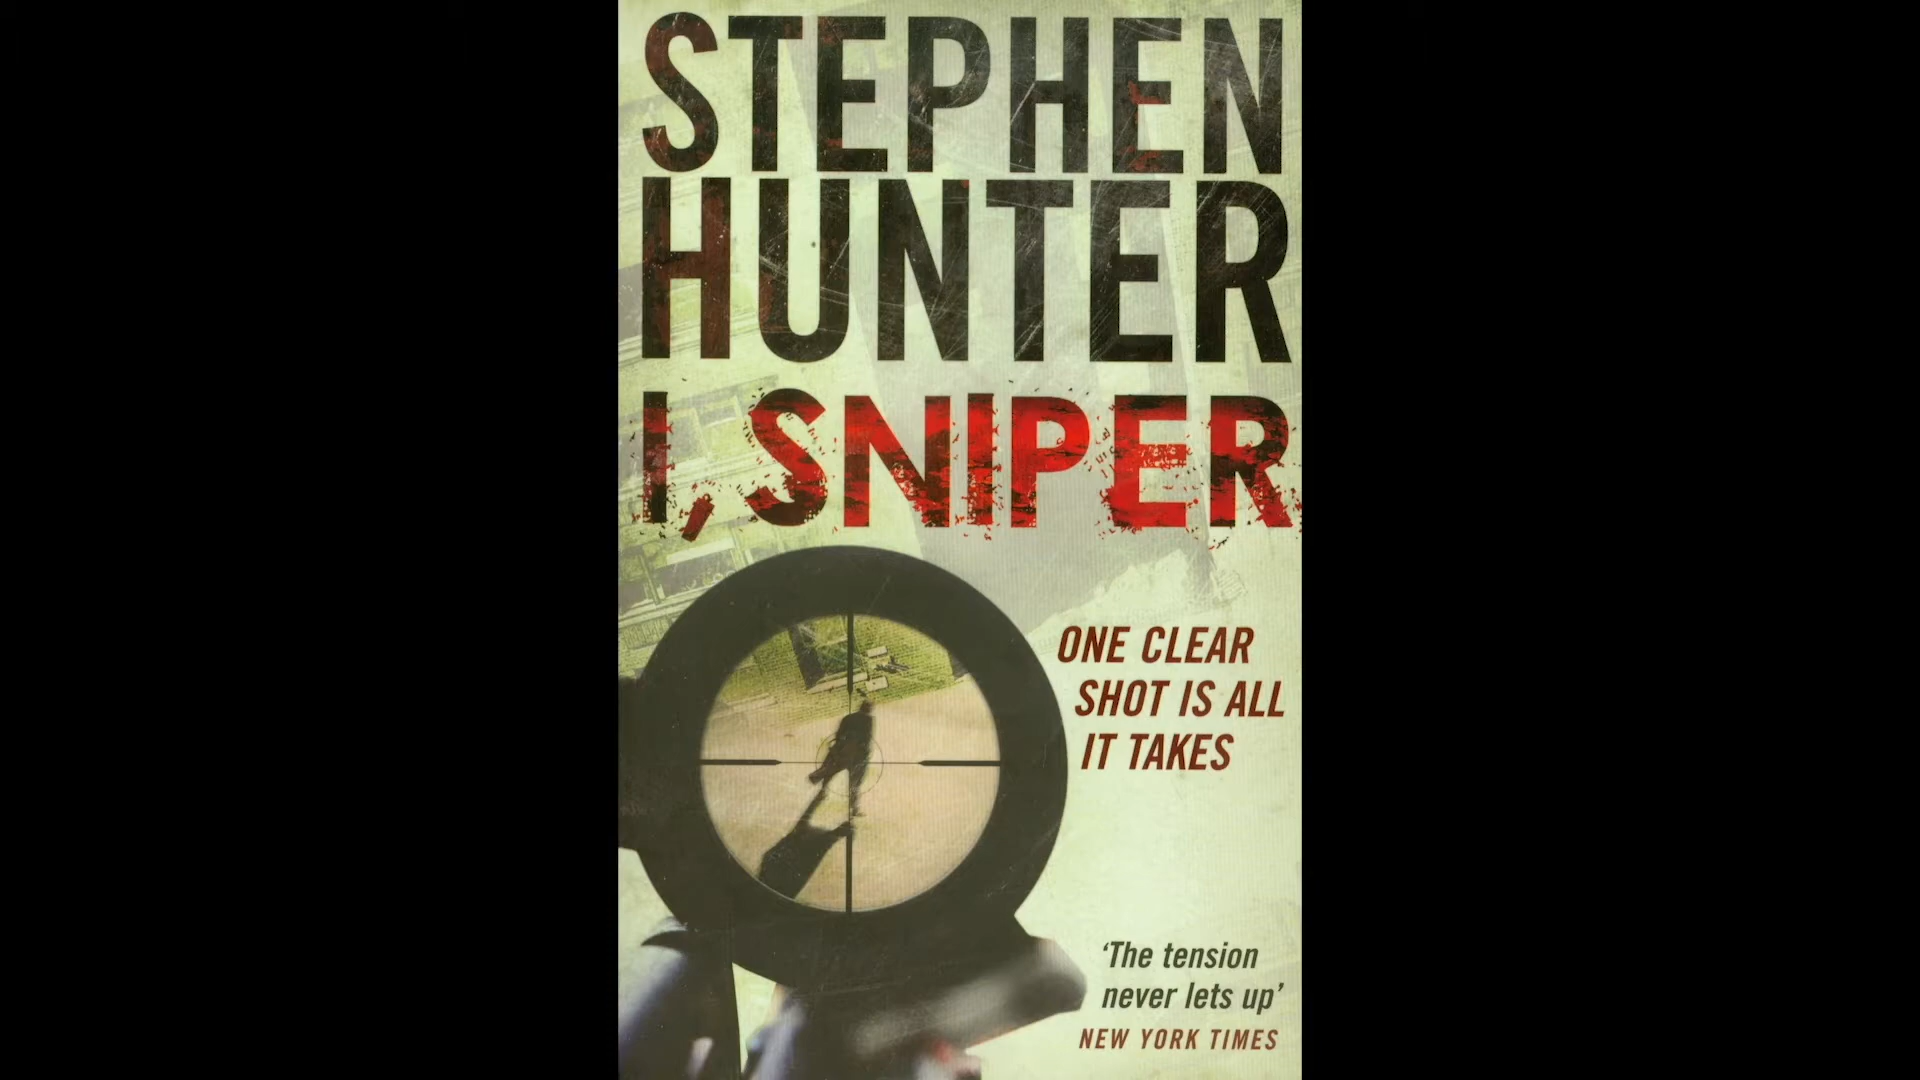 STEPHEN
HUNTER
I, SNIPER
ONE CLEAR
SHOT IS ALL
IT TAKES
‘The tension
never lets up’
NEW YORK TIMES